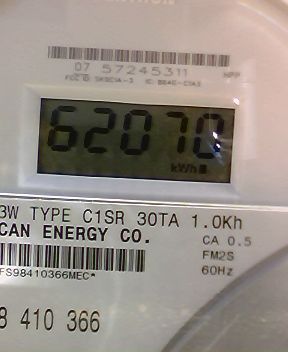 07 57245311 HPP
62070
kWh
3W TYPE C1SR 30TA 1.0Kh
CAN ENERGY CO. CA 0.5
FM2S
60Hz
FS98410366MEC*
8 410 366